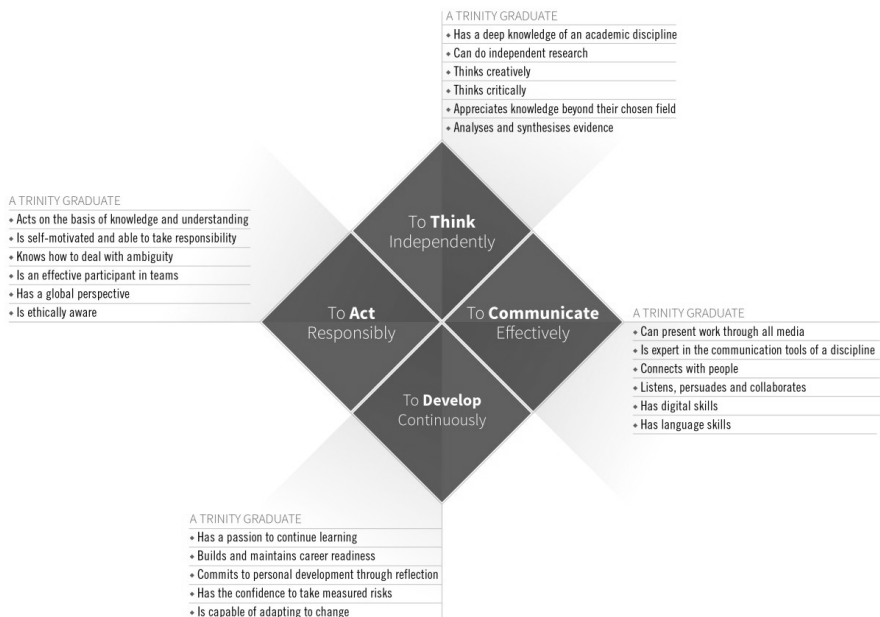 A TRINITY GRADUATE
◆ Has a deep knowledge of an academic discipline
◆ Can do independent research
◆ Thinks creatively
◆ Thinks critically
◆ Appreciates knowledge beyond their chosen field
◆ Analyses and synthesises evidence
A TRINITY GRADUATE
◆ Acts on the basis of knowledge and understanding
◆ Is self-motivated and able to take responsibility
◆ Knows how to deal with ambiguity
◆ Is an effective participant in teams
◆ Has a global perspective
◆ Is ethically aware
To Think
Independently
To Act
Responsibly
To Communicate
Effectively
To Develop
Continuously
A TRINITY GRADUATE
◆ Can present work through all media
◆ Is expert in the communication tools of a discipline
◆ Connects with people
◆ Listens, persuades and collaborates
◆ Has digital skills
◆ Has language skills
A TRINITY GRADUATE
◆ Has a passion to continue learning
◆ Builds and maintains career readiness
◆ Commits to personal development through reflection
◆ Has the confidence to take measured risks
◆ Is capable of adapting to change